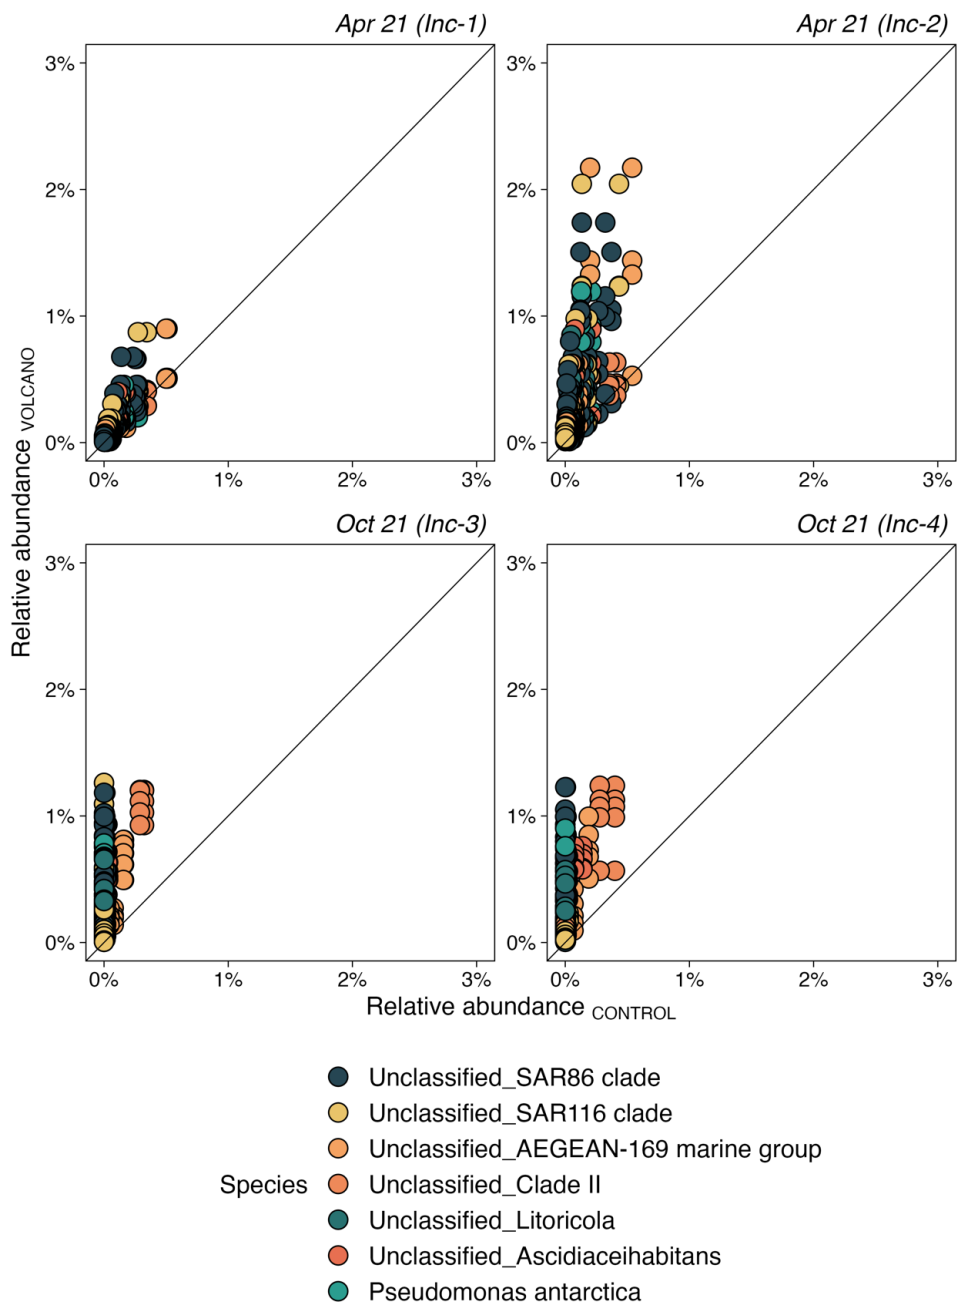 Apr 21 (Inc-1)
Apr 21 (Inc-2)
3%
2%
1%
0%
0%
1%
2%
3%
3%
2%
1%
0%
0%
1%
2%
3%
Oct 21 (Inc-3)
Oct 21 (Inc-4)
3%
2%
1%
0%
0%
1%
2%
3%
3%
2%
1%
0%
0%
1%
2%
3%
Relative abundance VOLCANO
Relative abundance CONTROL
Species
Unclassified_SAR86 clade
Unclassified_SAR116 clade
Unclassified_AEGEAN-169 marine group
Unclassified_Clade II
Unclassified_Litoricola
Unclassified_Ascidiaceihabitans
Pseudomonas antarctica